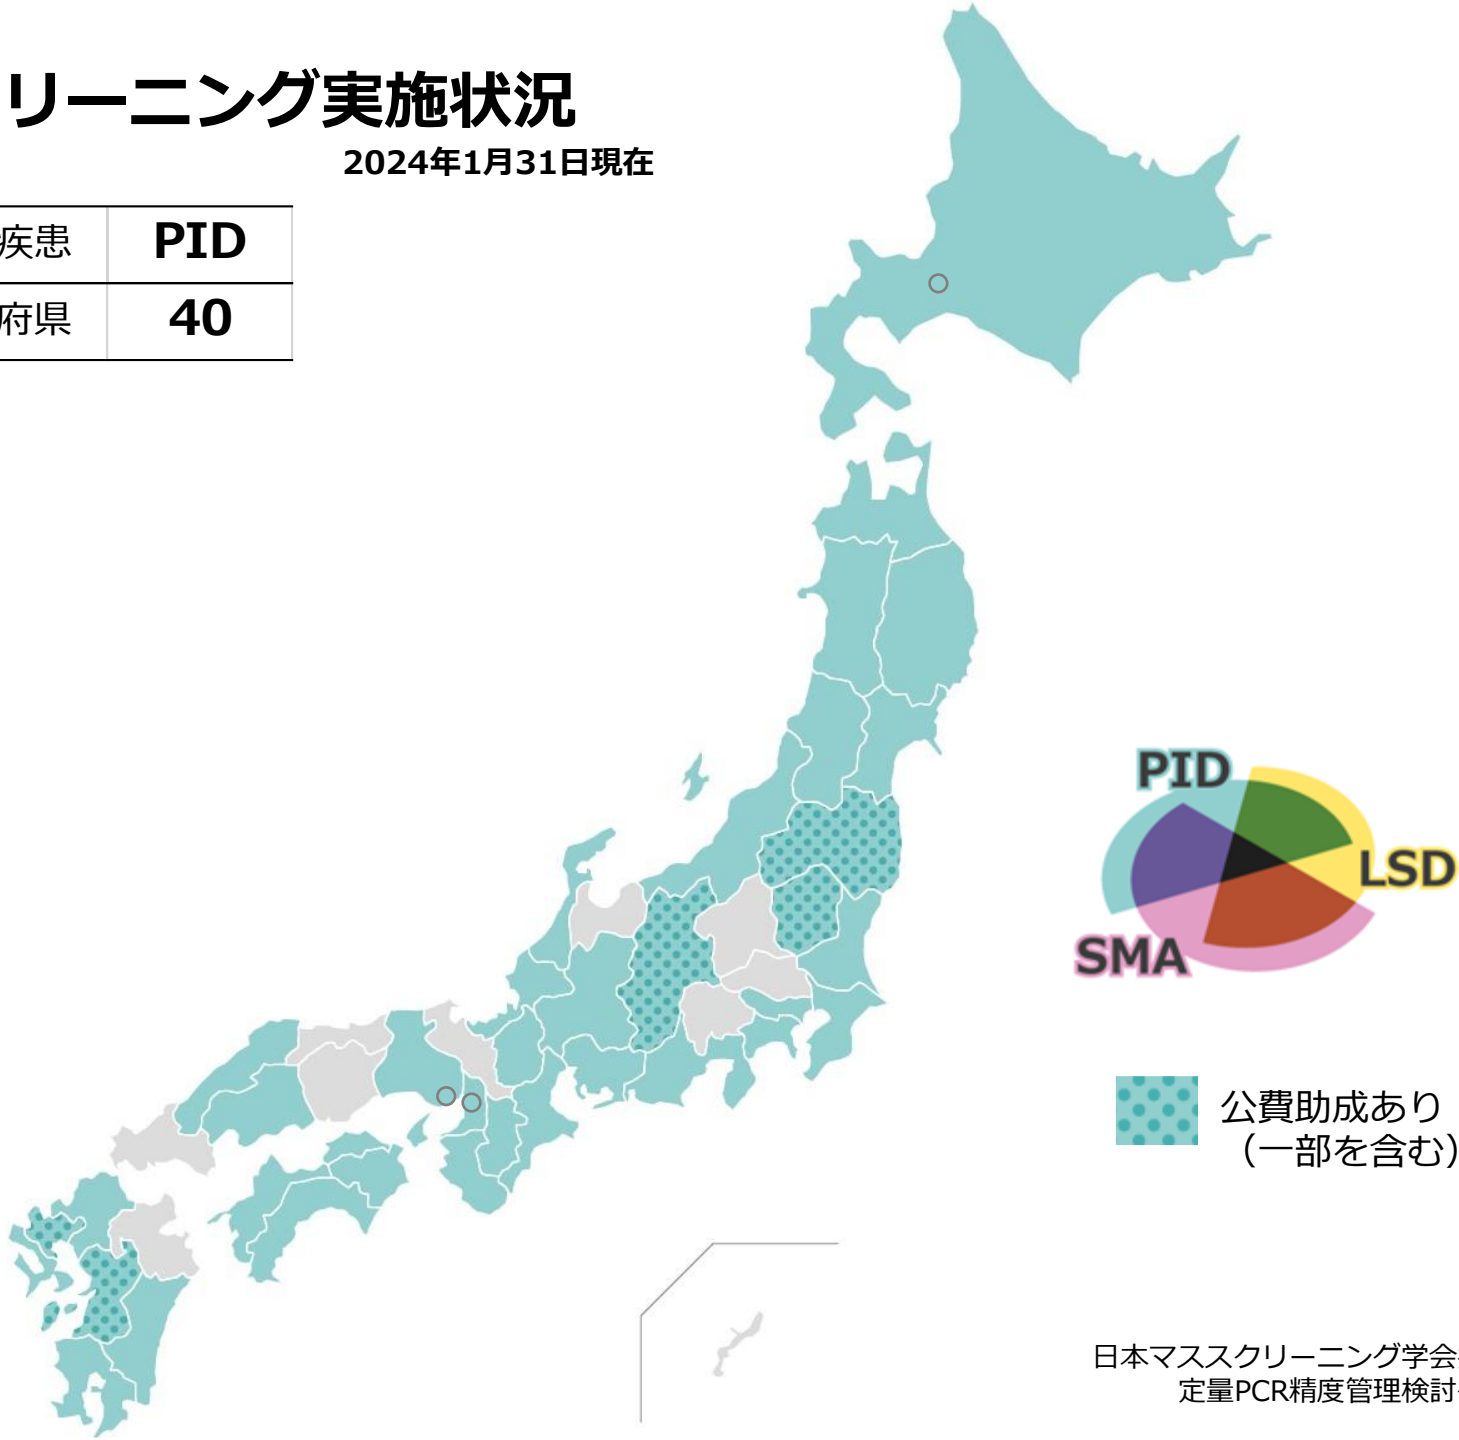 リーニング実施状況
2024年1月31日現在
疾患 PID
府県 40
PID
LSD
SMA
公費助成あり
（一部を含む）
日本マススクリーニング学会
定量PCR精度管理検討